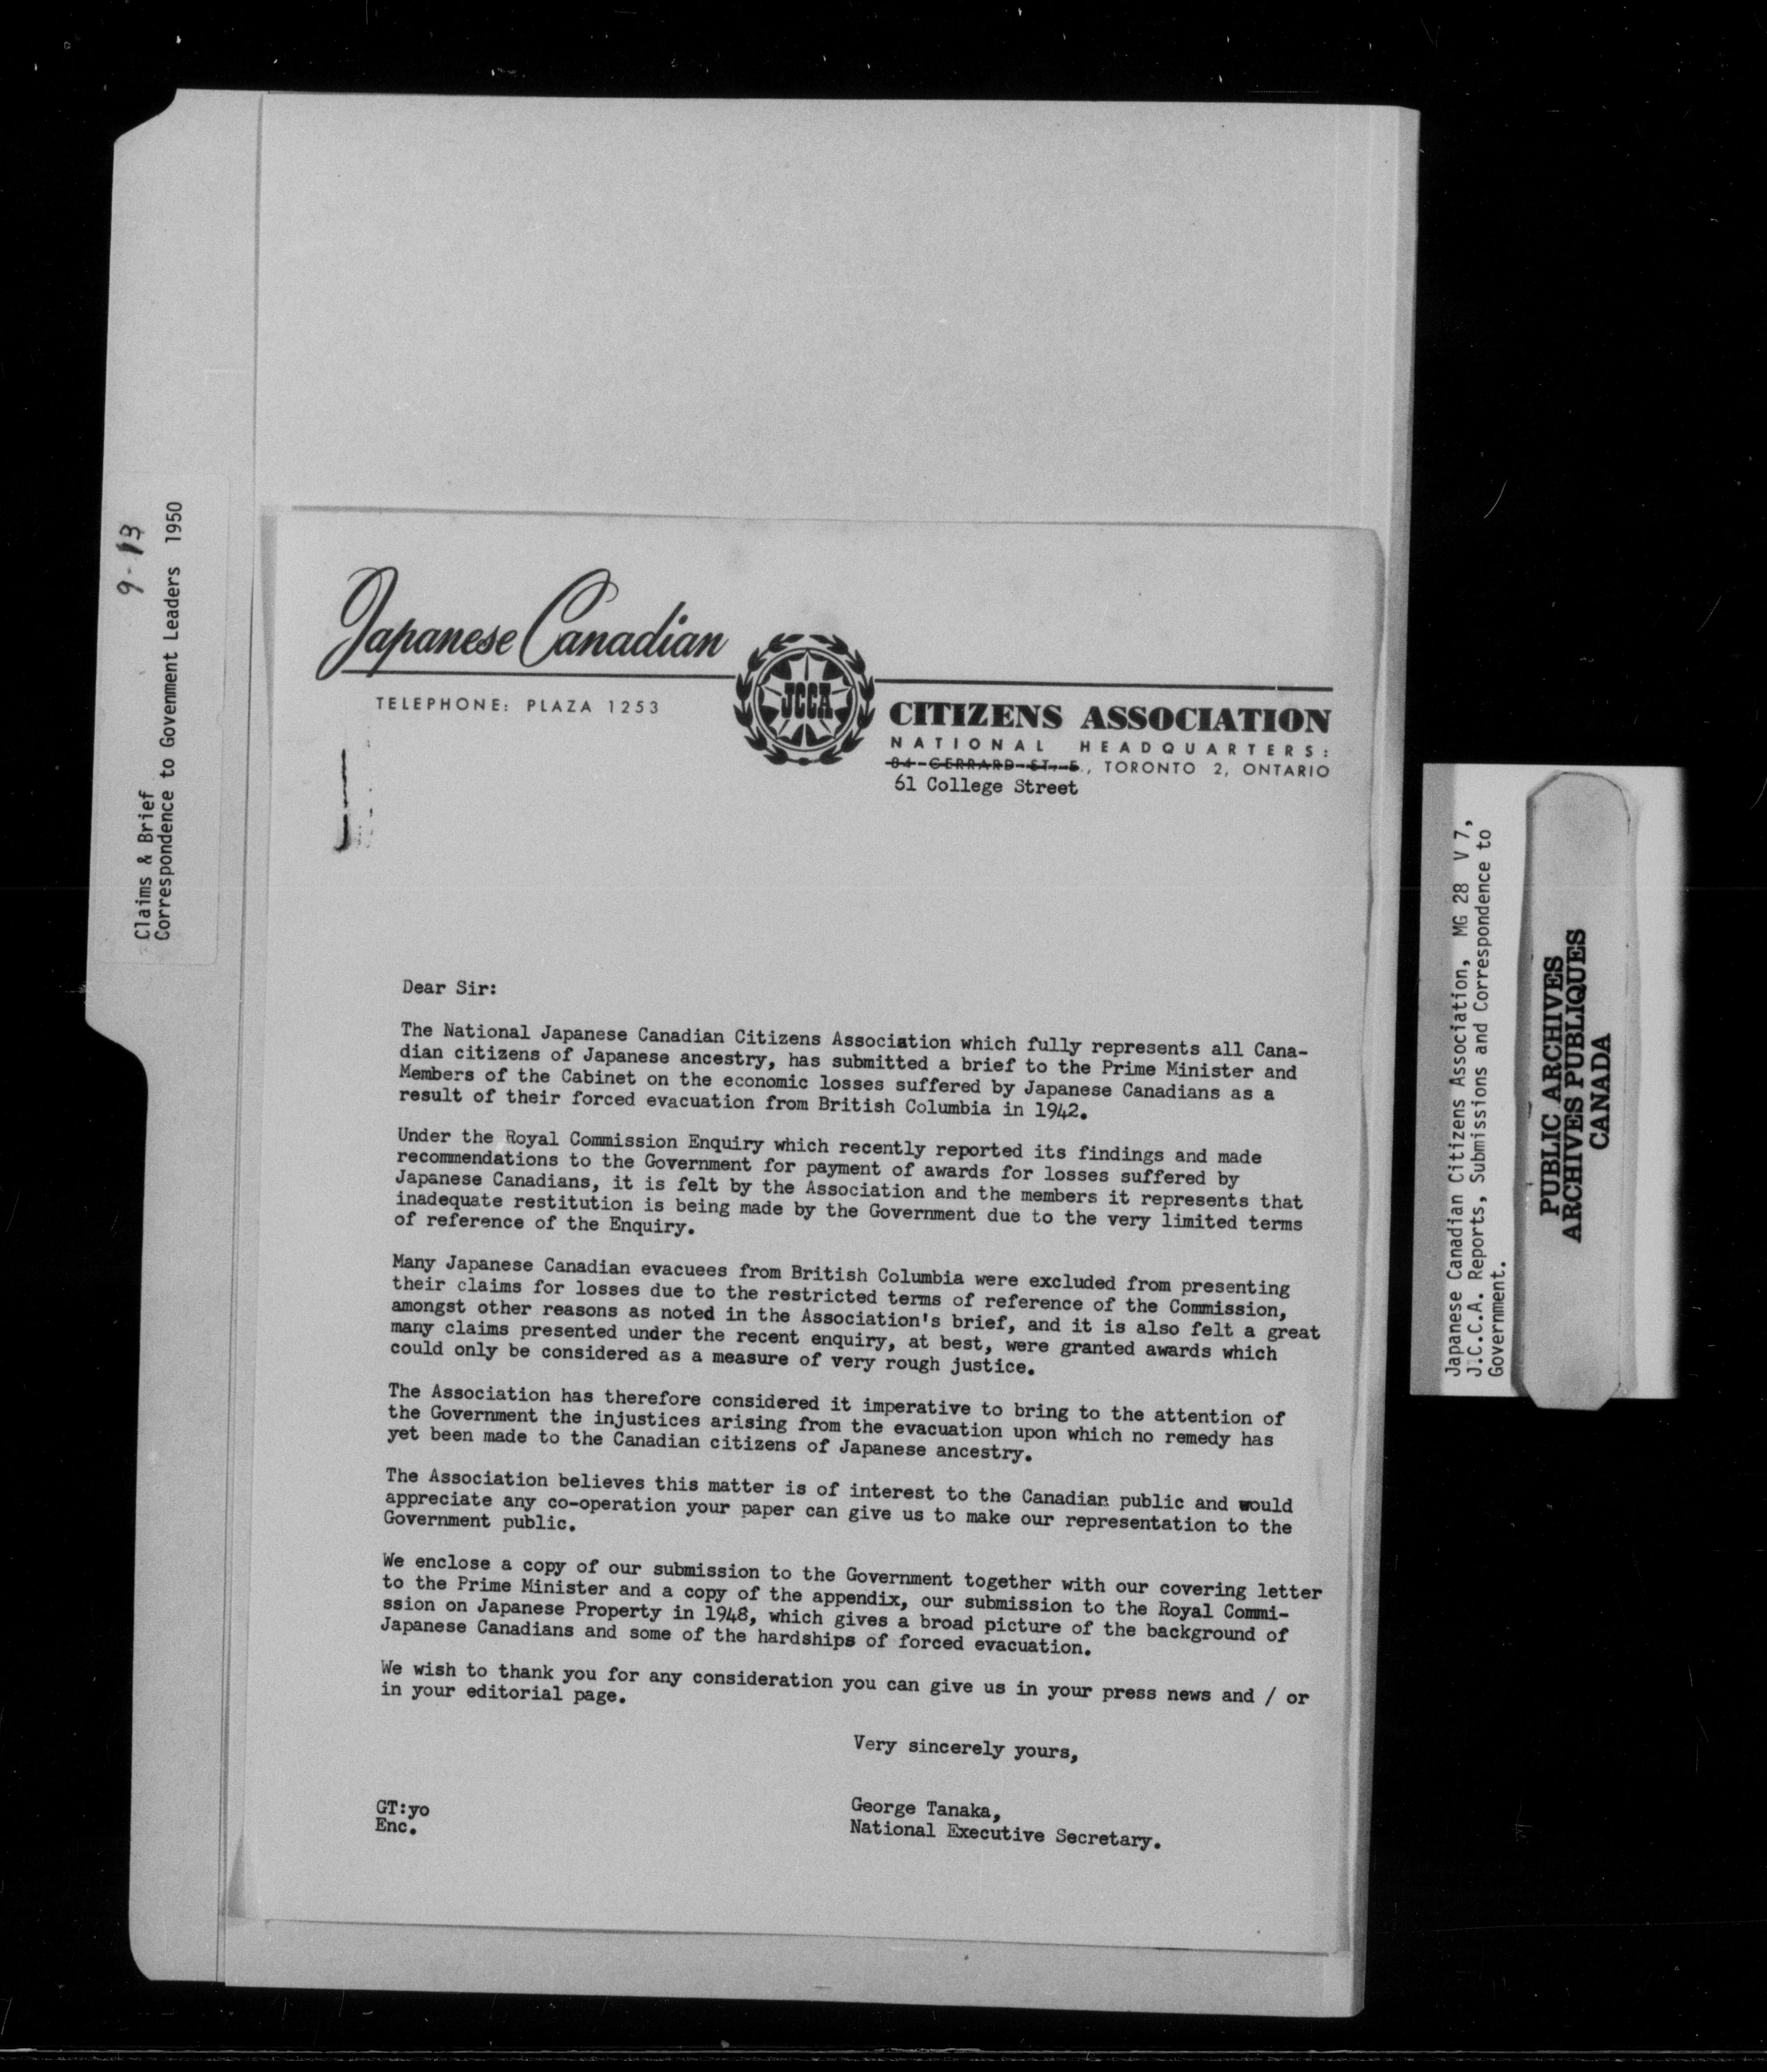 9-13
Claims & Brief
Correspondence to Govenment Leaders 1950
Japanese Canadian
TELEPHONE: PLAZA 1253
JCCA
CITIZENS ASSOCIATION
NATIONAL HEADQUARTERS:
84 GERRARD ST. E., TORONTO 2, ONTARIO
61 College Street
Dear Sir:
The National Japanese Canadian Citizens Association which fully represents all Cana-
dian citizens of Japanese ancestry, has submitted a brief to the Prime Minister and
Members of the Cabinet on the economic losses suffered by Japanese Canadians as a
result of their forced evacuation from British Columbia in 1942.
Under the Royal Commission Enquiry which recently reported its findings and made
recommendations to the Government for payment of awards for losses suffered by
Japanese Canadians, it is felt by the Association and the members it represents that
inadequate restitution is being made by the Government due to the very limited terms
of reference of the Enquiry.
Many Japanese Canadian evacuees from British Columbia were excluded from presenting
their claims for losses due to the restricted terms of reference of the Commission,
amongst other reasons as noted in the Association's brief, and it is also felt a great
many claims presented under the recent enquiry, at best, were granted awards which
could only be considered as a measure of very rough justice.
The Association has therefore considered it imperative to bring to the attention of
the Government the injustices arising from the evacuation upon which no remedy has
yet been made to the Canadian citizens of Japanese ancestry.
The Association believes this matter is of interest to the Canadian public and would
appreciate any co-operation your paper can give us to make our representation to the
Government public.
We enclose a copy of our submission to the Government together with our covering letter
to the Prime Minister and a copy of the appendix, our submission to the Royal Commi-
ssion on Japanese Property in 1948, which gives a broad picture of the background of
Japanese Canadians and some of the hardships of forced evacuation.
We wish to thank you for any consideration you can give us in your press news and / or
in your editorial page.
Very sincerely yours,
George Tanaka,
National Executive Secretary.
GT:yo
Enc.
Japanese Canadian Citizens Association, MG 28 V 7,
J.C.C.A. Reports, Submissions and Correspondence to
Government.
PUBLIC ARCHIVES
ARCHIVES PUBLIQUES
CANADA